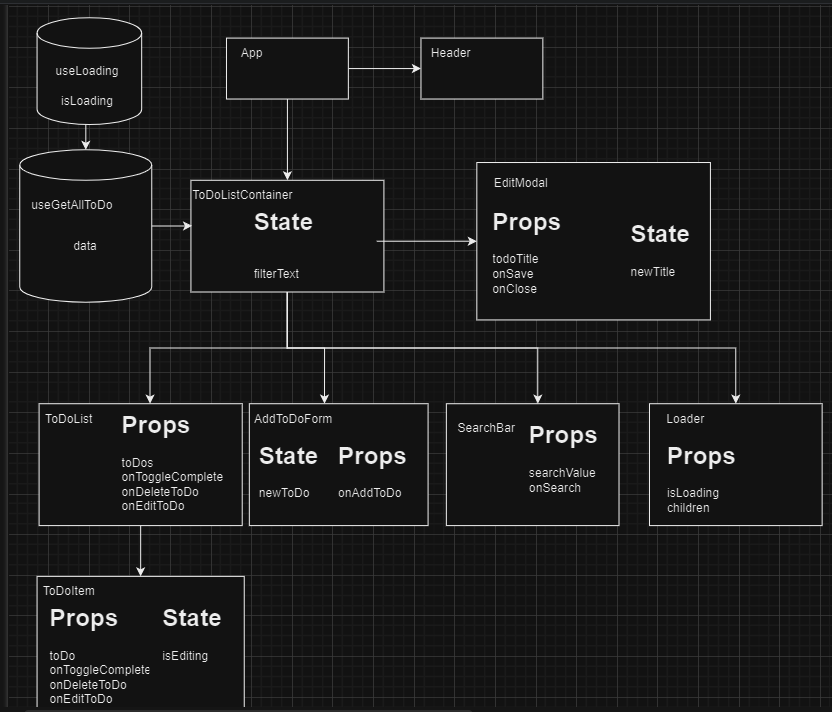 useLoading
isLoading
App
Header
useGetAllToDo
data
ToDoListContainer
State
filterText
EditModal
Props
todoTitle
onSave
onClose
State
newTitle
ToDoList
Props
toDos
onToggleComplete
onDeleteToDo
onEditToDo
AddToDoForm
State
newToDo
Props
onAddToDo
SearchBar
Props
searchValue
onSearch
Loader
Props
isLoading
children
ToDoItem
Props
toDo
onToggleComplete
onDeleteToDo
onEditToDo
State
isEditing